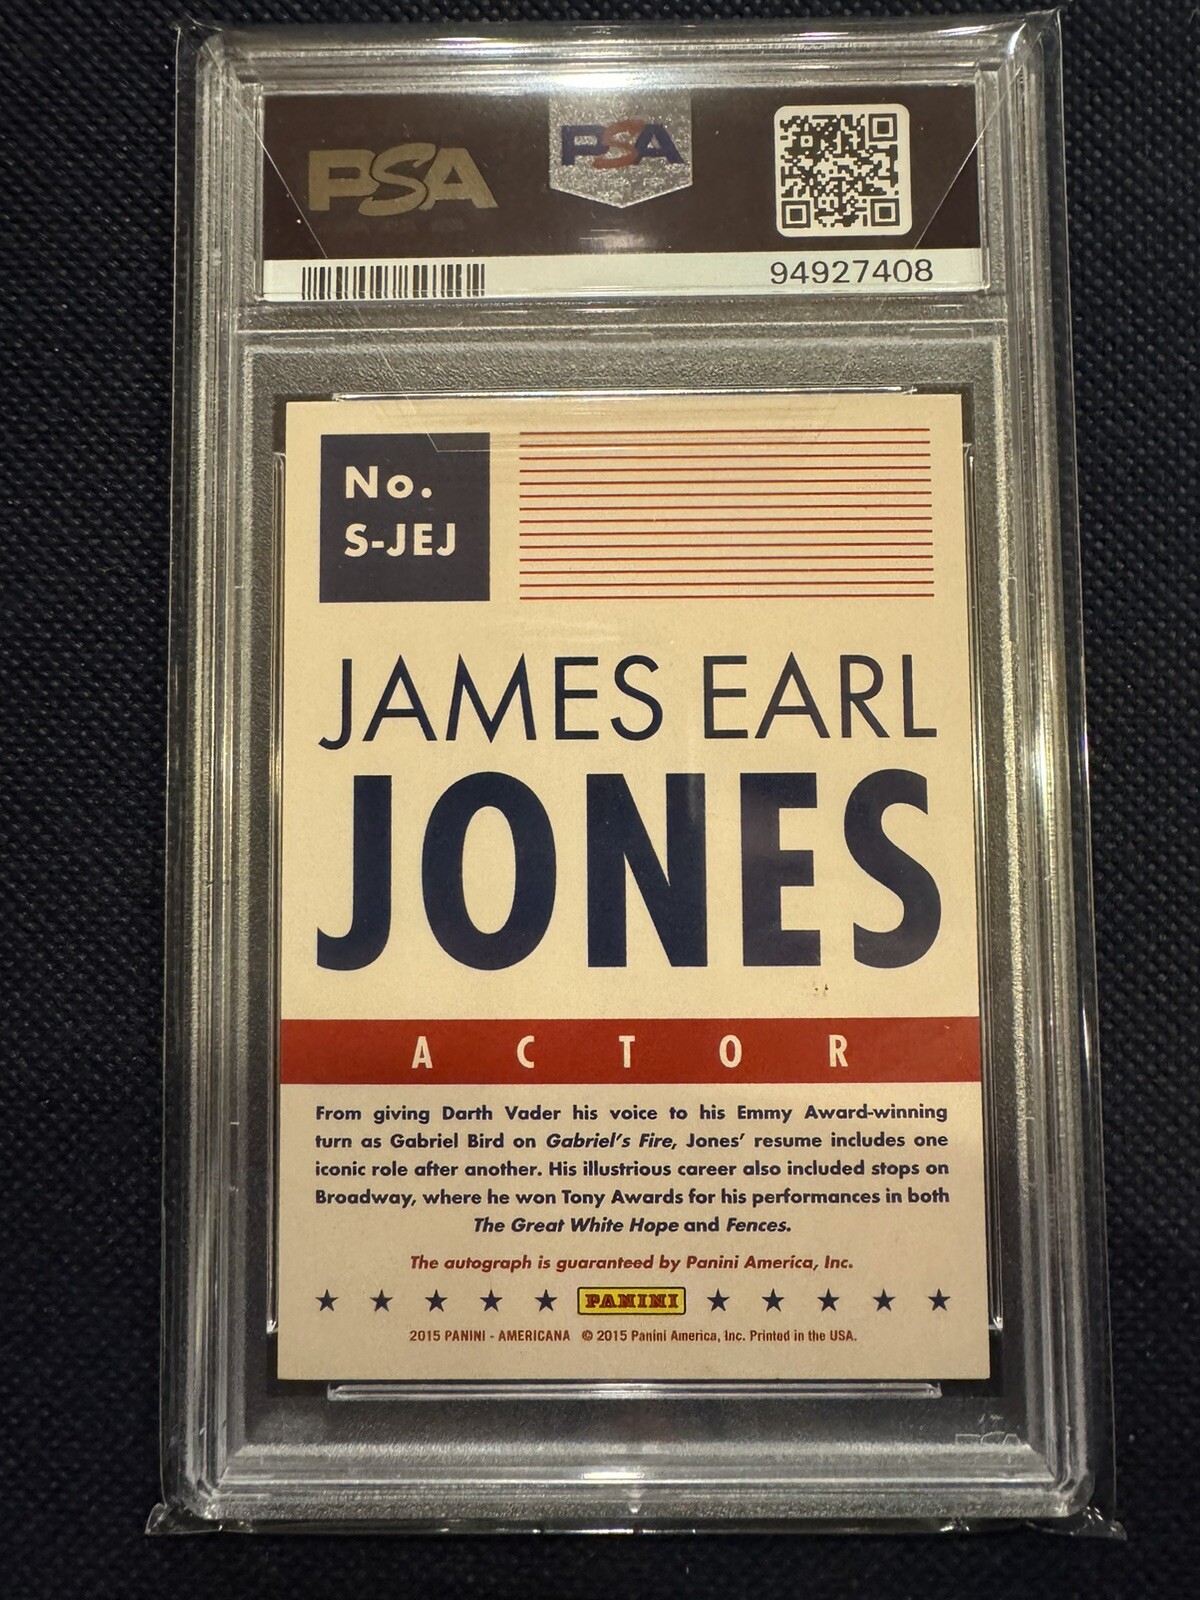 PSA
PSA
94927408
No.
S-JEJ
JAMES EARL
JONES
ACTOR
From giving Darth Vader his voice to his Emmy Award-winning
turn as Gabriel Bird on Gabriel's Fire, Jones' resume includes one
iconic role after another. His illustrious career also included stops on
Broadway, where he won Tony Awards for his performances in both
The Great White Hope and Fences.
The autograph is guaranteed by Panini America, Inc.
PANINI
2015 PANINI - AMERICANA © 2015 Panini America, Inc. Printed in the USA.
PSA